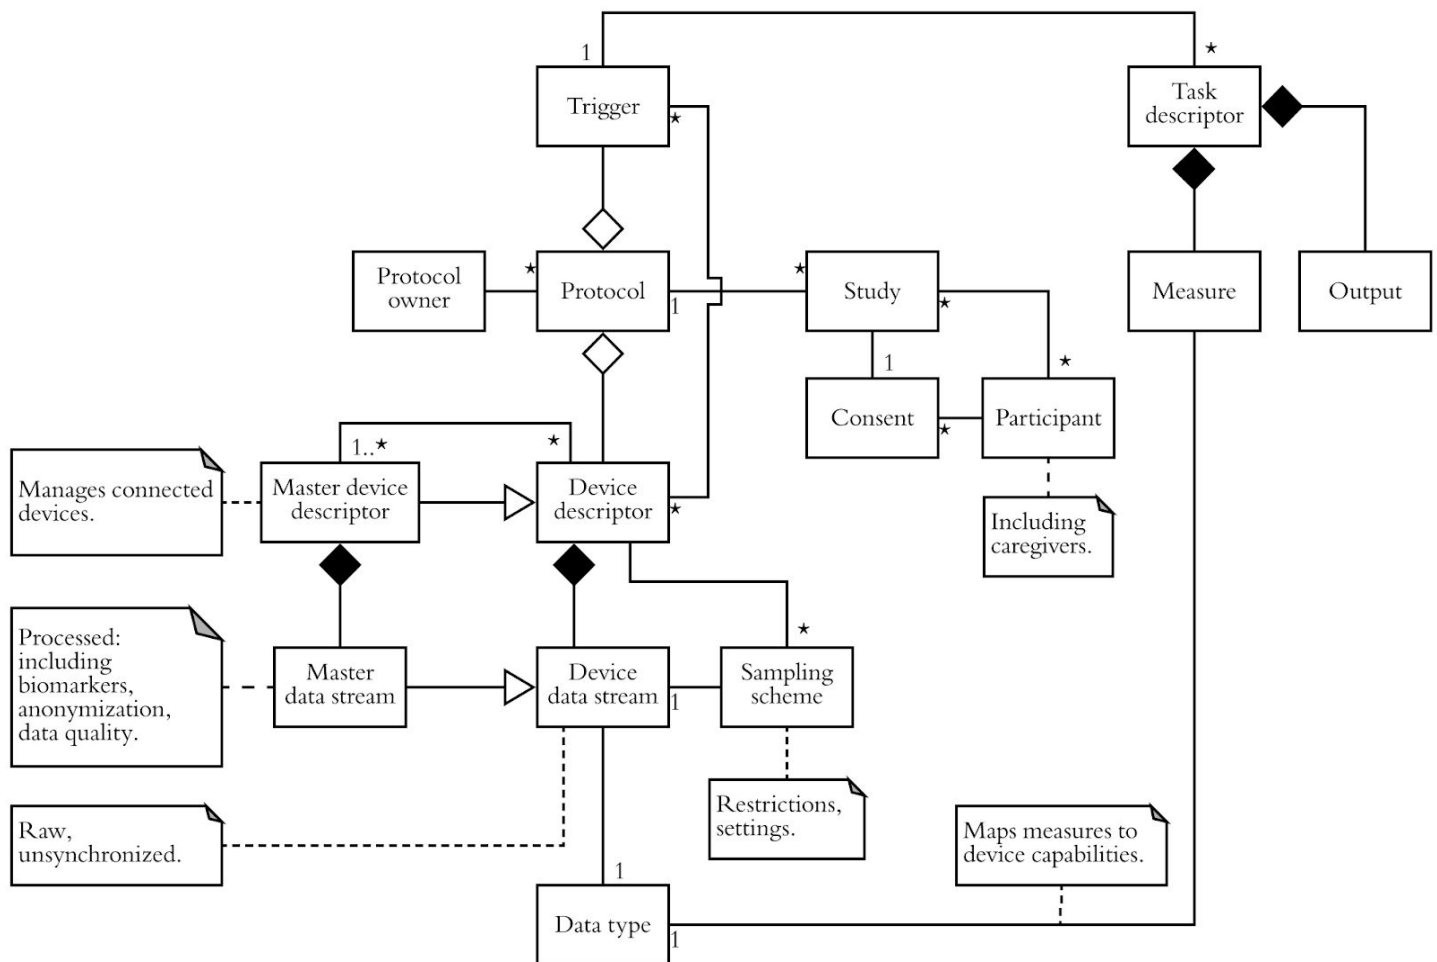 1
*
Trigger
*
Task
descriptor
Protocol
owner
*
Protocol
1
*
Study
*
Measure
Output
1
*
Consent
*
Participant
1..*
*
Manages connected
devices.
Master device
descriptor
Device
descriptor
*
Including
caregivers.
Processed:
including
biomarkers,
anonymization,
data quality.
*
Master
data stream
Device
data stream
1
Sampling
scheme
Raw,
unsynchronized.
Restrictions,
settings.
Maps measures to
device capabilities.
1
Data type
1